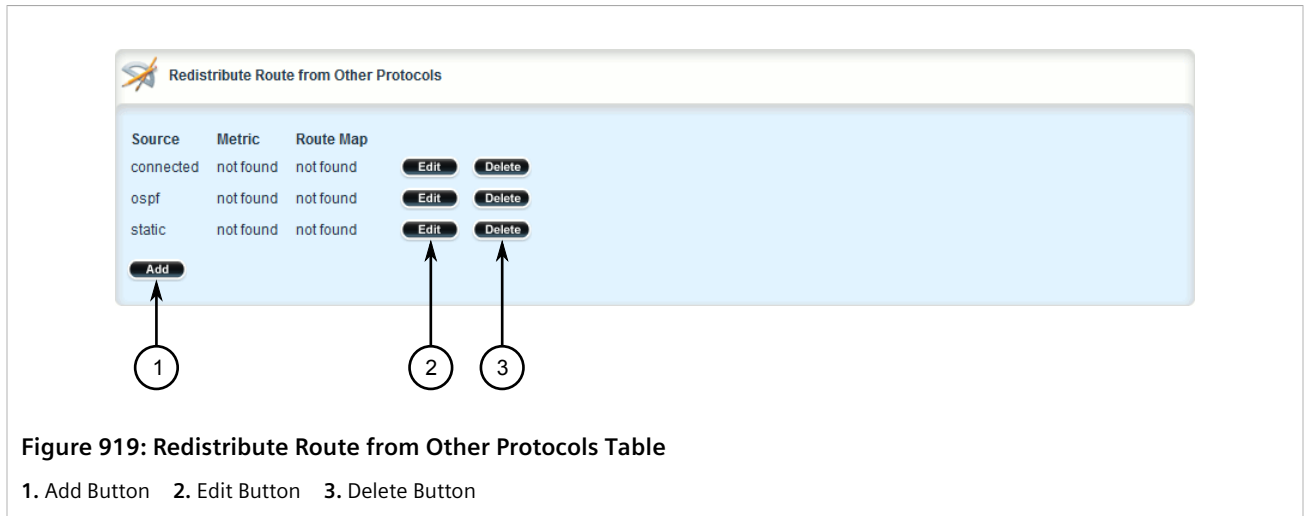 Redistribute Route from Other Protocols
Source Metric Route Map
connected not found not found Edit Delete
ospf not found not found Edit Delete
static not found not found Edit Delete
Add
1 2 3
Figure 919: Redistribute Route from Other Protocols Table
1. Add Button 2. Edit Button 3. Delete Button